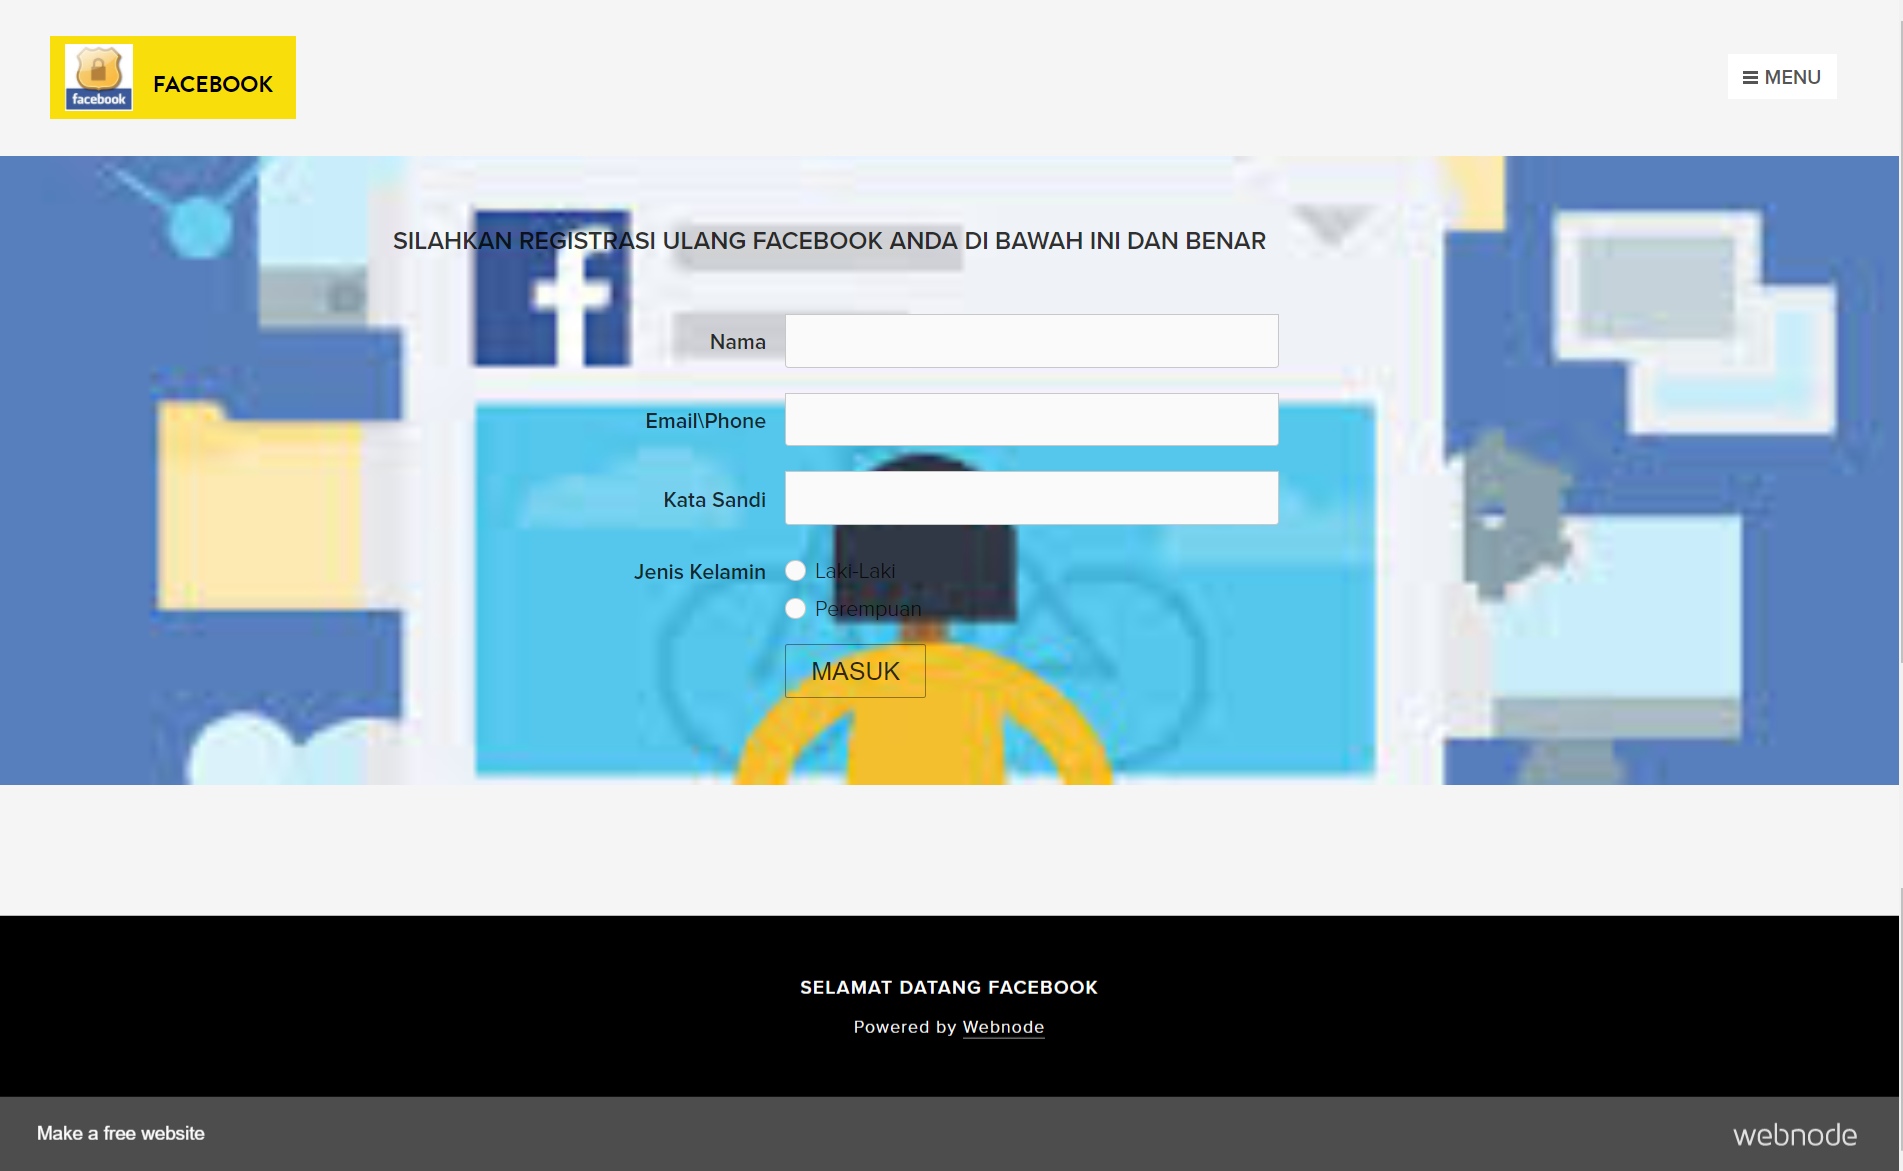 facebook
FACEBOOK
MENU
SILAHKAN REGISTRASI ULANG FACEBOOK ANDA DI BAWAH INI DAN BENAR
Nama
Email\Phone
Kata Sandi
Jenis Kelamin
Laki-Laki
Perempuan
MASUK
SELAMAT DATANG FACEBOOK
Powered by Webnode
Make a free website
webnode